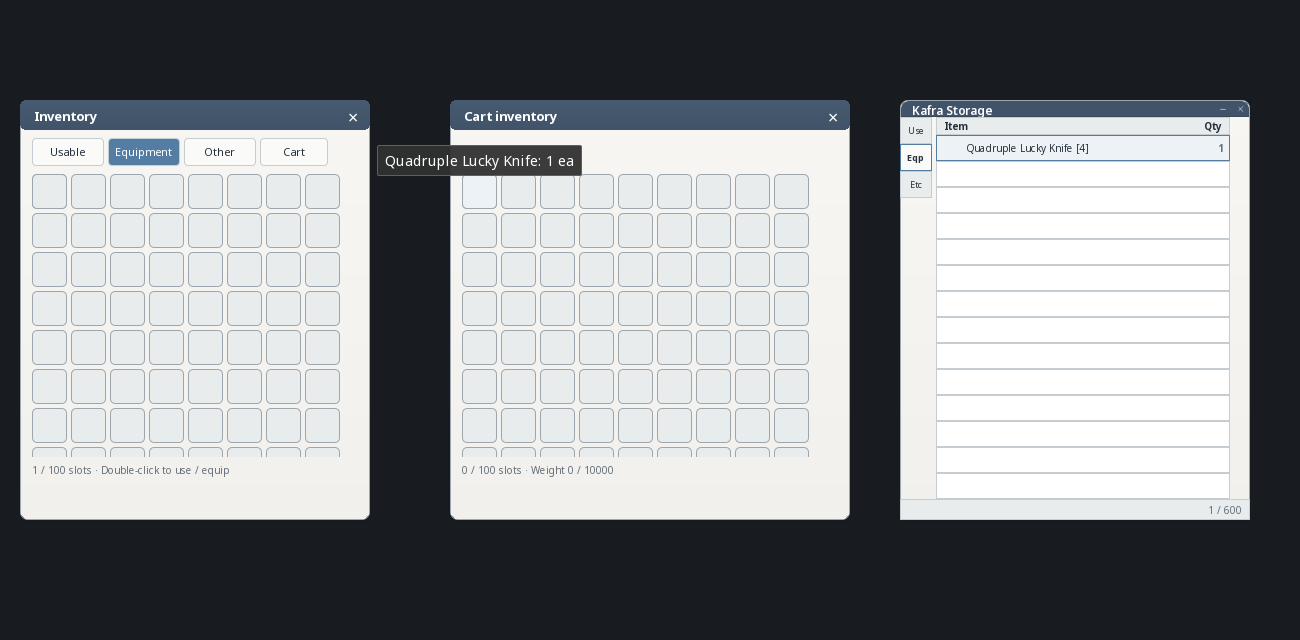 Inventory ×
Usable Equipment Other Cart
1 / 100 slots · Double-click to use / equip
Cart inventory ×
Quadruple Lucky Knife: 1 ea
0 / 100 slots · Weight 0 / 10000
Kafra Storage – ×
Use
Eqp
Etc
Item Qty
Quadruple Lucky Knife [4] 1
1 / 600